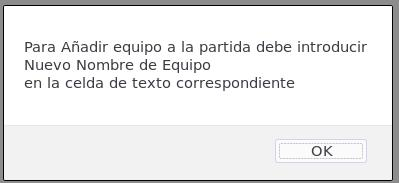 Para Añadir equipo a la partida debe introducir
Nuevo Nombre de Equipo
en la celda de texto correspondiente
OK